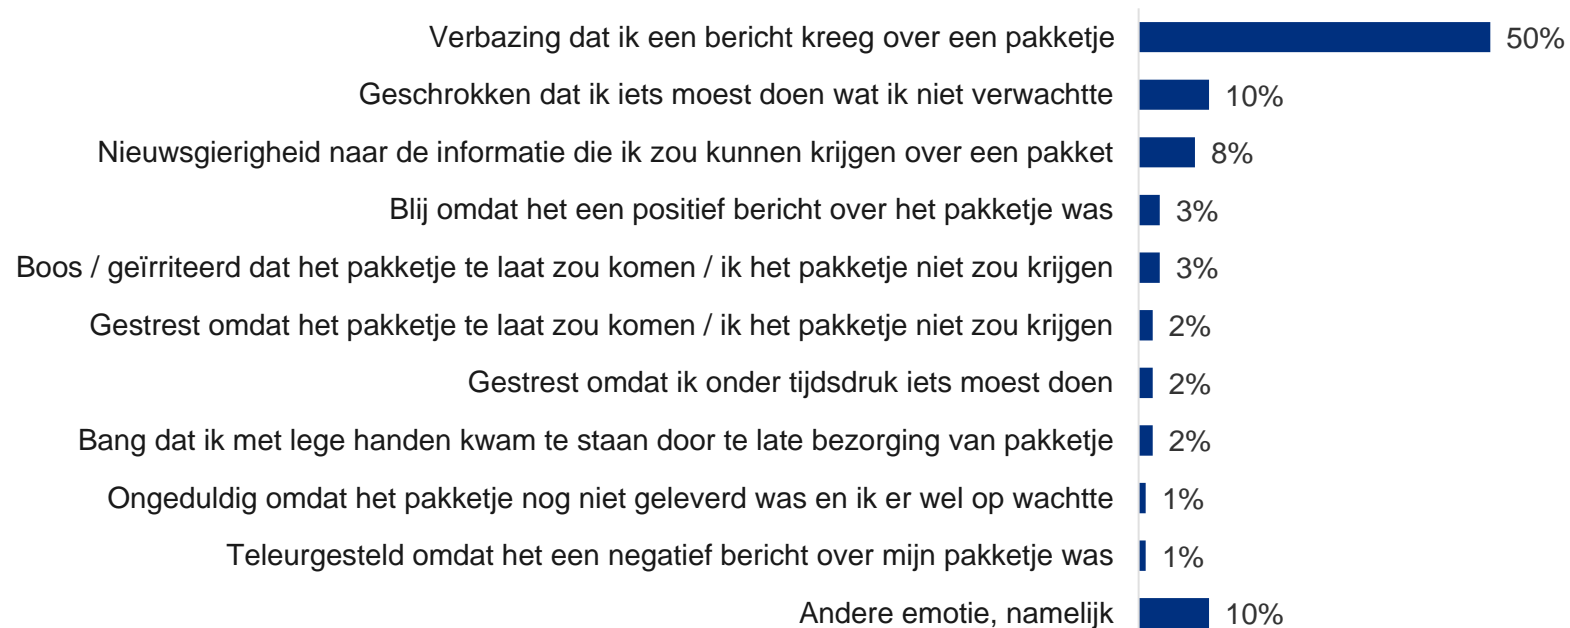 Verbazing dat ik een bericht kreeg over een pakketje 50%
Geschrokken dat ik iets moest doen wat ik niet verwachtte 10%
Nieuwsgierigheid naar de informatie die ik zou kunnen krijgen over een pakket 8%
Blij omdat het een positief bericht over het pakketje was 3%
Boos / geïrriteerd dat het pakketje te laat zou komen / ik het pakketje niet zou krijgen 3%
Gestrest omdat het pakketje te laat zou komen / ik het pakketje niet zou krijgen 2%
Gestrest omdat ik onder tijdsdruk iets moest doen 2%
Bang dat ik met lege handen kwam te staan door te late bezorging van pakketje 2%
Ongeduldig omdat het pakketje nog niet geleverd was en ik er wel op wachtte 1%
Teleurgesteld omdat het een negatief bericht over mijn pakketje was 1%
Andere emotie, namelijk 10%